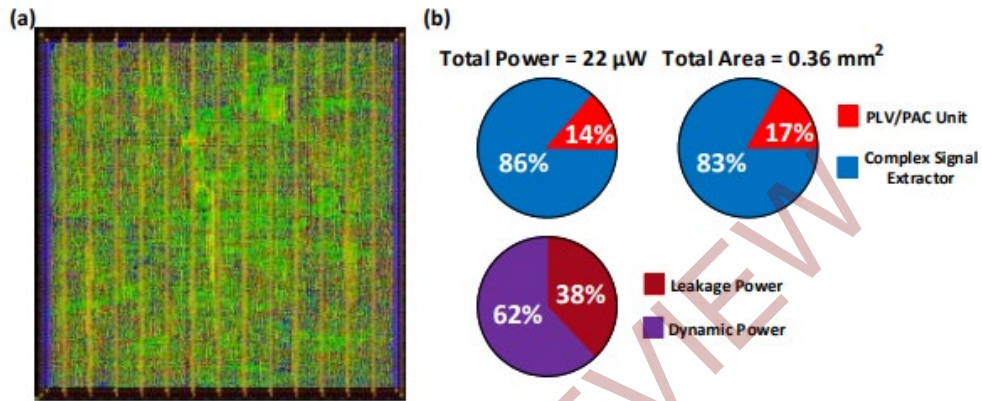 (a)
(b)
Total Power = 22 µW Total Area = 0.36 mm²
14%
86%
17%
83%
PLV/PAC Unit
Complex Signal
Extractor
38%
62%
Leakage Power
Dynamic Power